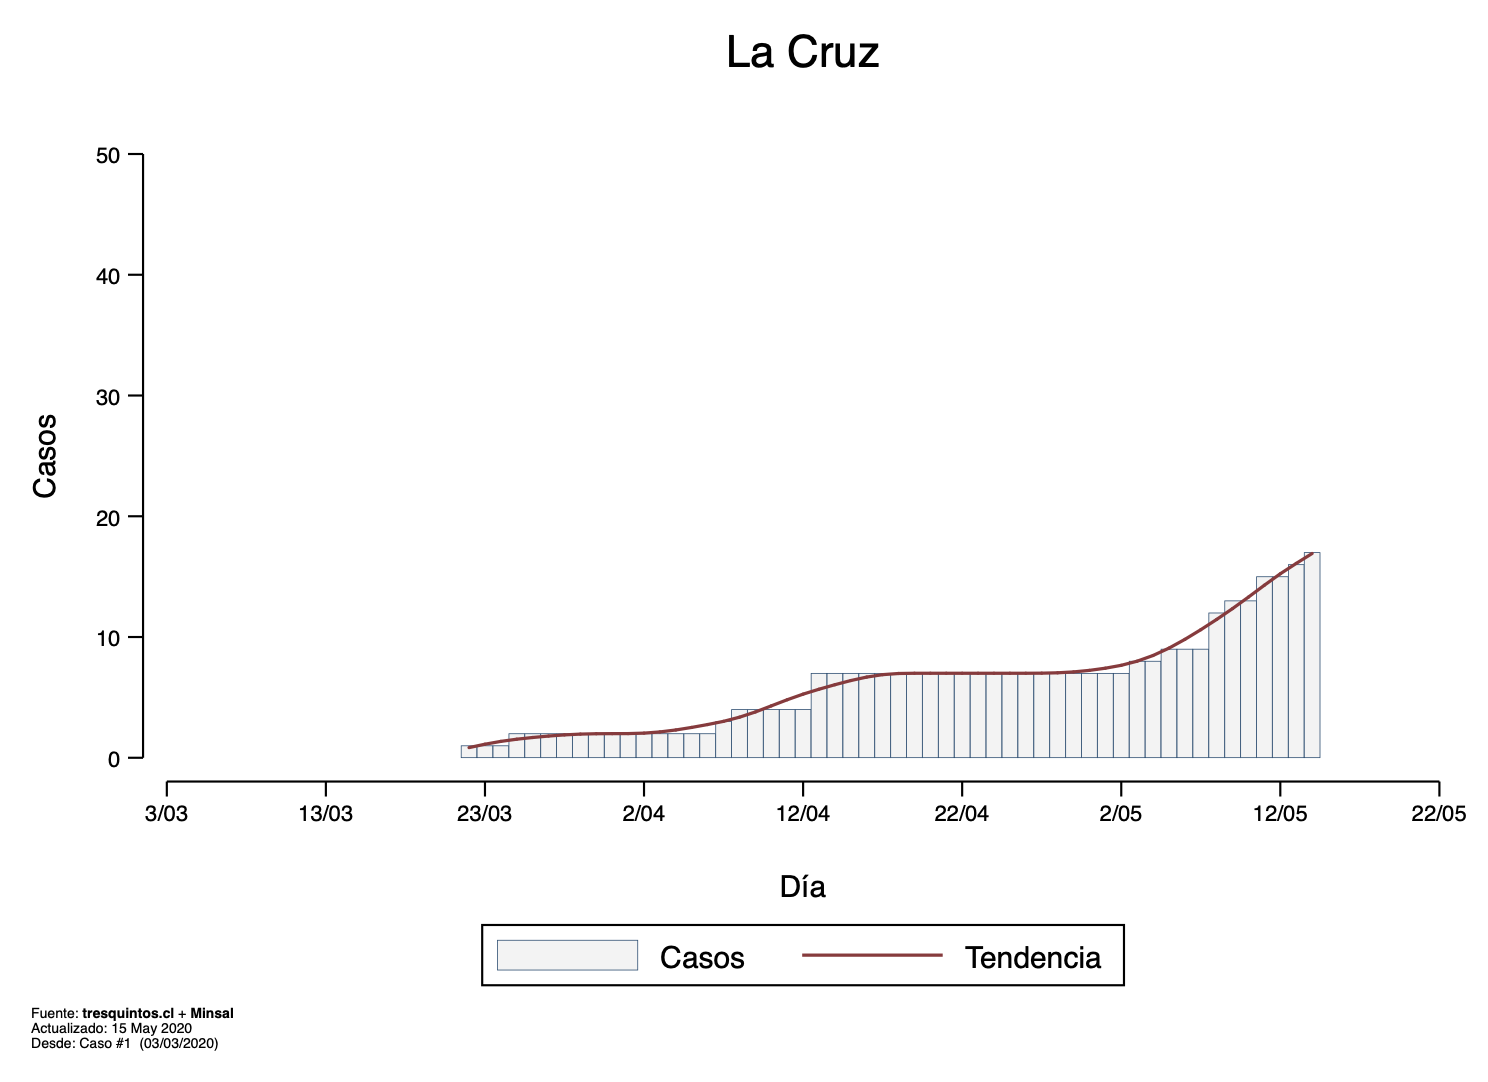 La Cruz
50
40
30
20
10
0
Casos
3/03 13/03 23/03 2/04 12/04 22/04 2/05 12/05 22/05
Día
Casos Tendencia
Fuente: tresquintos.cl + Minsal
Actualizado: 15 May 2020
Desde: Caso #1 (03/03/2020)